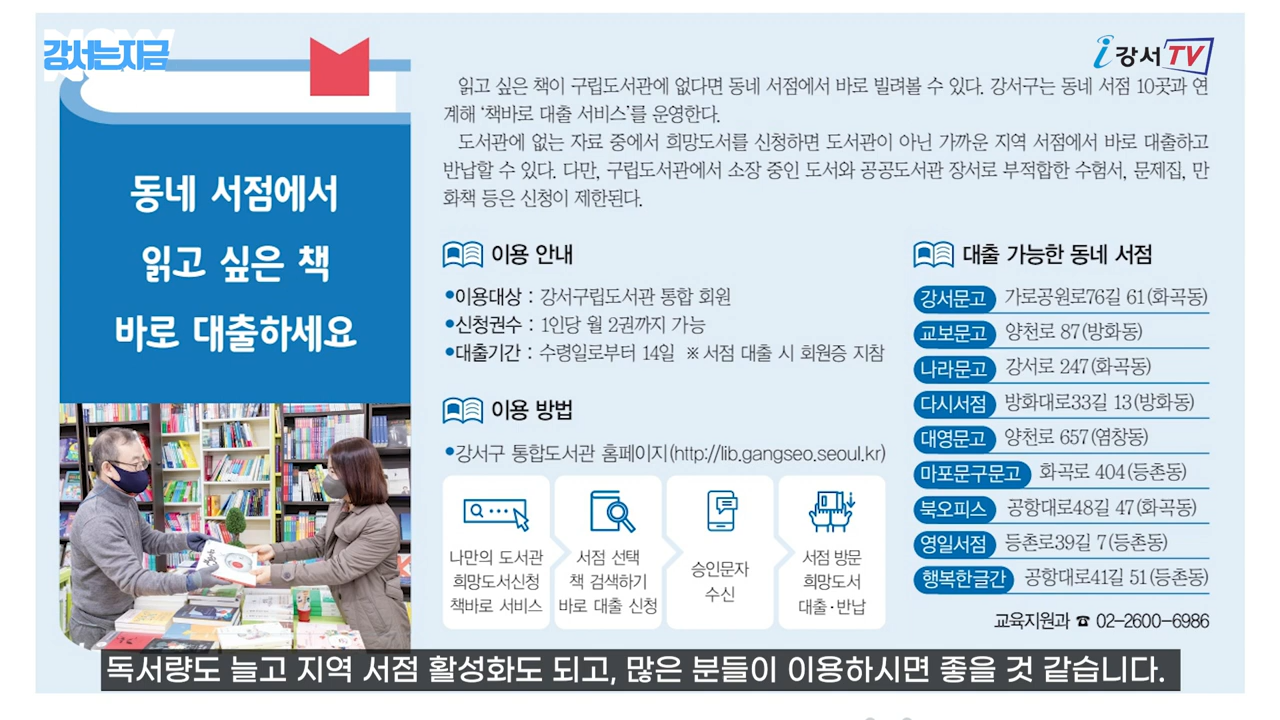 강서는지금
i강서TV
동네 서점에서
읽고 싶은 책
바로 대출하세요
읽고 싶은 책이 구립도서관에 없다면 동네 서점에서 바로 빌려볼 수 있다. 강서구는 동네 서점 10곳과 연
계해 ‘책바로 대출 서비스’를 운영한다.
도서관에 없는 자료 중에서 희망도서를 신청하면 도서관이 아닌 가까운 지역 서점에서 바로 대출하고
반납할 수 있다. 다만, 구립도서관에서 소장 중인 도서와 공공도서관 장서로 부적합한 수험서, 문제집, 만
화책 등은 신청이 제한된다.
이용 안내
•이용대상 : 강서구립도서관 통합 회원
•신청권수 : 1인당 월 2권까지 가능
•대출기간 : 수령일로부터 14일 ※ 서점 대출 시 회원증 지참
이용 방법
•강서구 통합도서관 홈페이지(http://lib.gangseo.seoul.kr)
나만의 도서관
희망도서신청
책바로 서비스
서점 선택
책 검색하기
바로 대출 신청
승인문자
수신
서점 방문
희망도서
대출·반납
대출 가능한 동네 서점
강서문고 가로공원로76길 61(화곡동)
교보문고 양천로 87(방화동)
나라문고 강서로 247(화곡동)
다시서점 방화대로33길 13(방화동)
대영문고 양천로 657(염창동)
마포문구문고 화곡로 404(등촌동)
북오피스 공항대로48길 47(화곡동)
영일서점 등촌로39길 7(등촌동)
행복한글간 공항대로41길 51(등촌동)
교육지원과 ☎ 02-2600-6986
독서량도 늘고 지역 서점 활성화도 되고, 많은 분들이 이용하시면 좋을 것 같습니다.